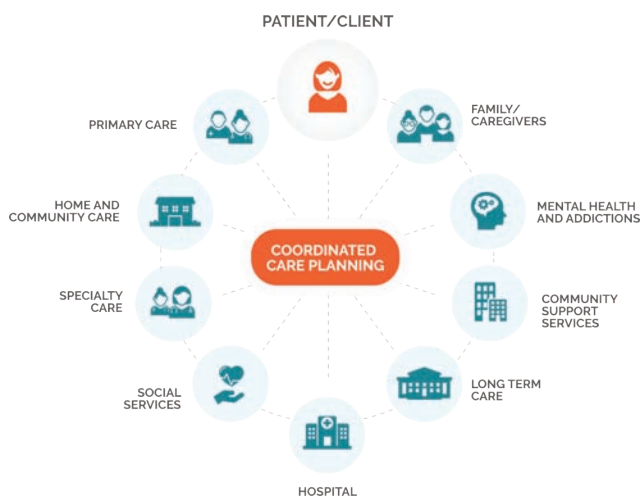 PATIENT/CLIENT
FAMILY/
CAREGIVERS
MENTAL HEALTH
AND ADDICTIONS
COMMUNITY
SUPPORT
SERVICES
LONG TERM
CARE
HOSPITAL
SOCIAL
SERVICES
SPECIALTY
CARE
HOME AND
COMMUNITY CARE
PRIMARY CARE
COORDINATED
CARE PLANNING